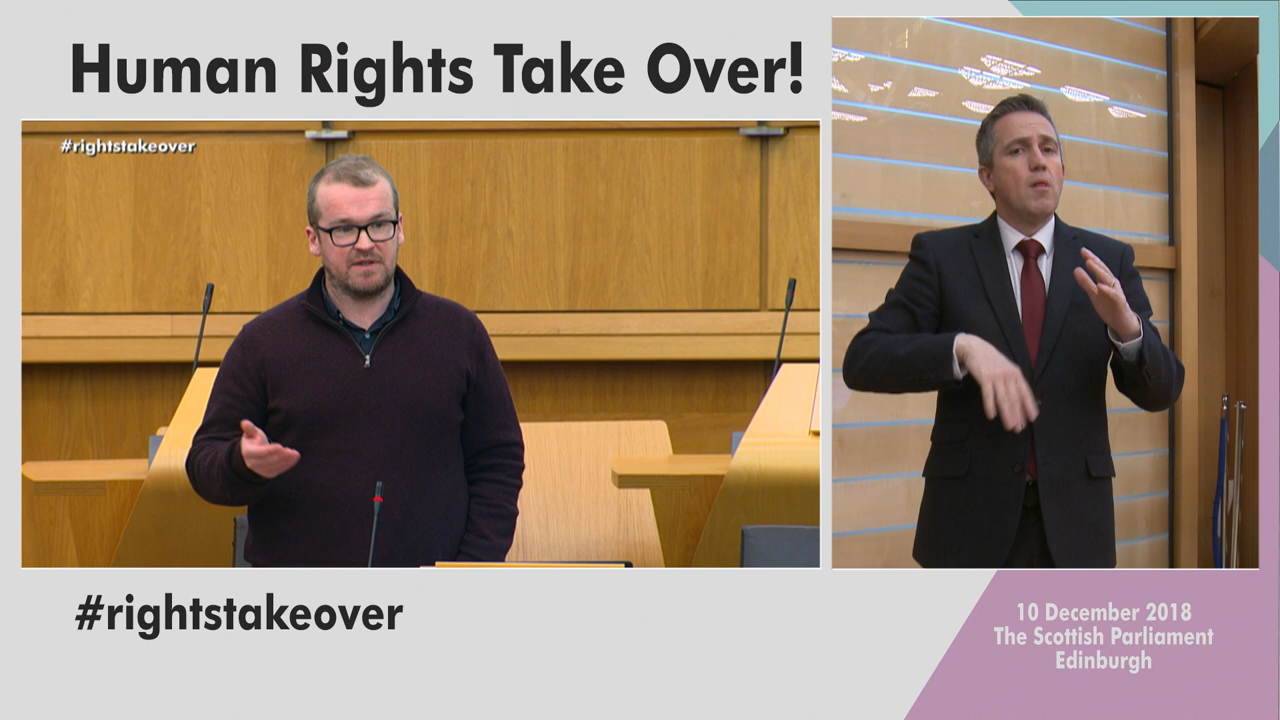 Human Rights Take Over!
#rightstakeover
#rightstakeover
10 December 2018
The Scottish Parliament
Edinburgh